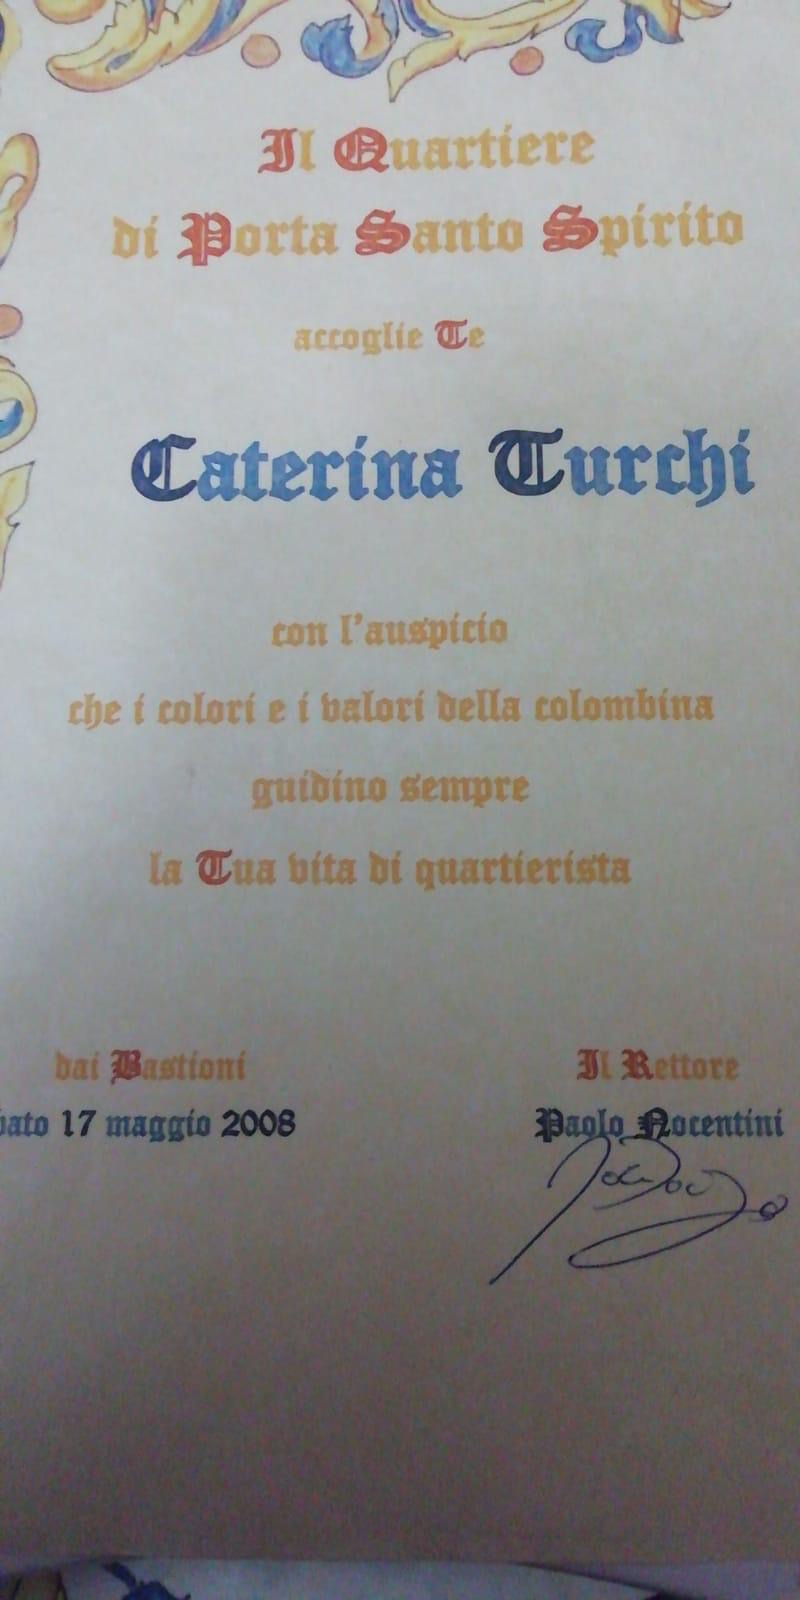 Il Quartiere
di Porta Santo Spirito
accoglie Te
Caterina Turchi
con l'auspicio
che i colori e i valori della colombina
guidino sempre
la Tua vita di quartierista
dai Bastioni
Il Rettore
bato 17 maggio 2008
Paolo Nocentini